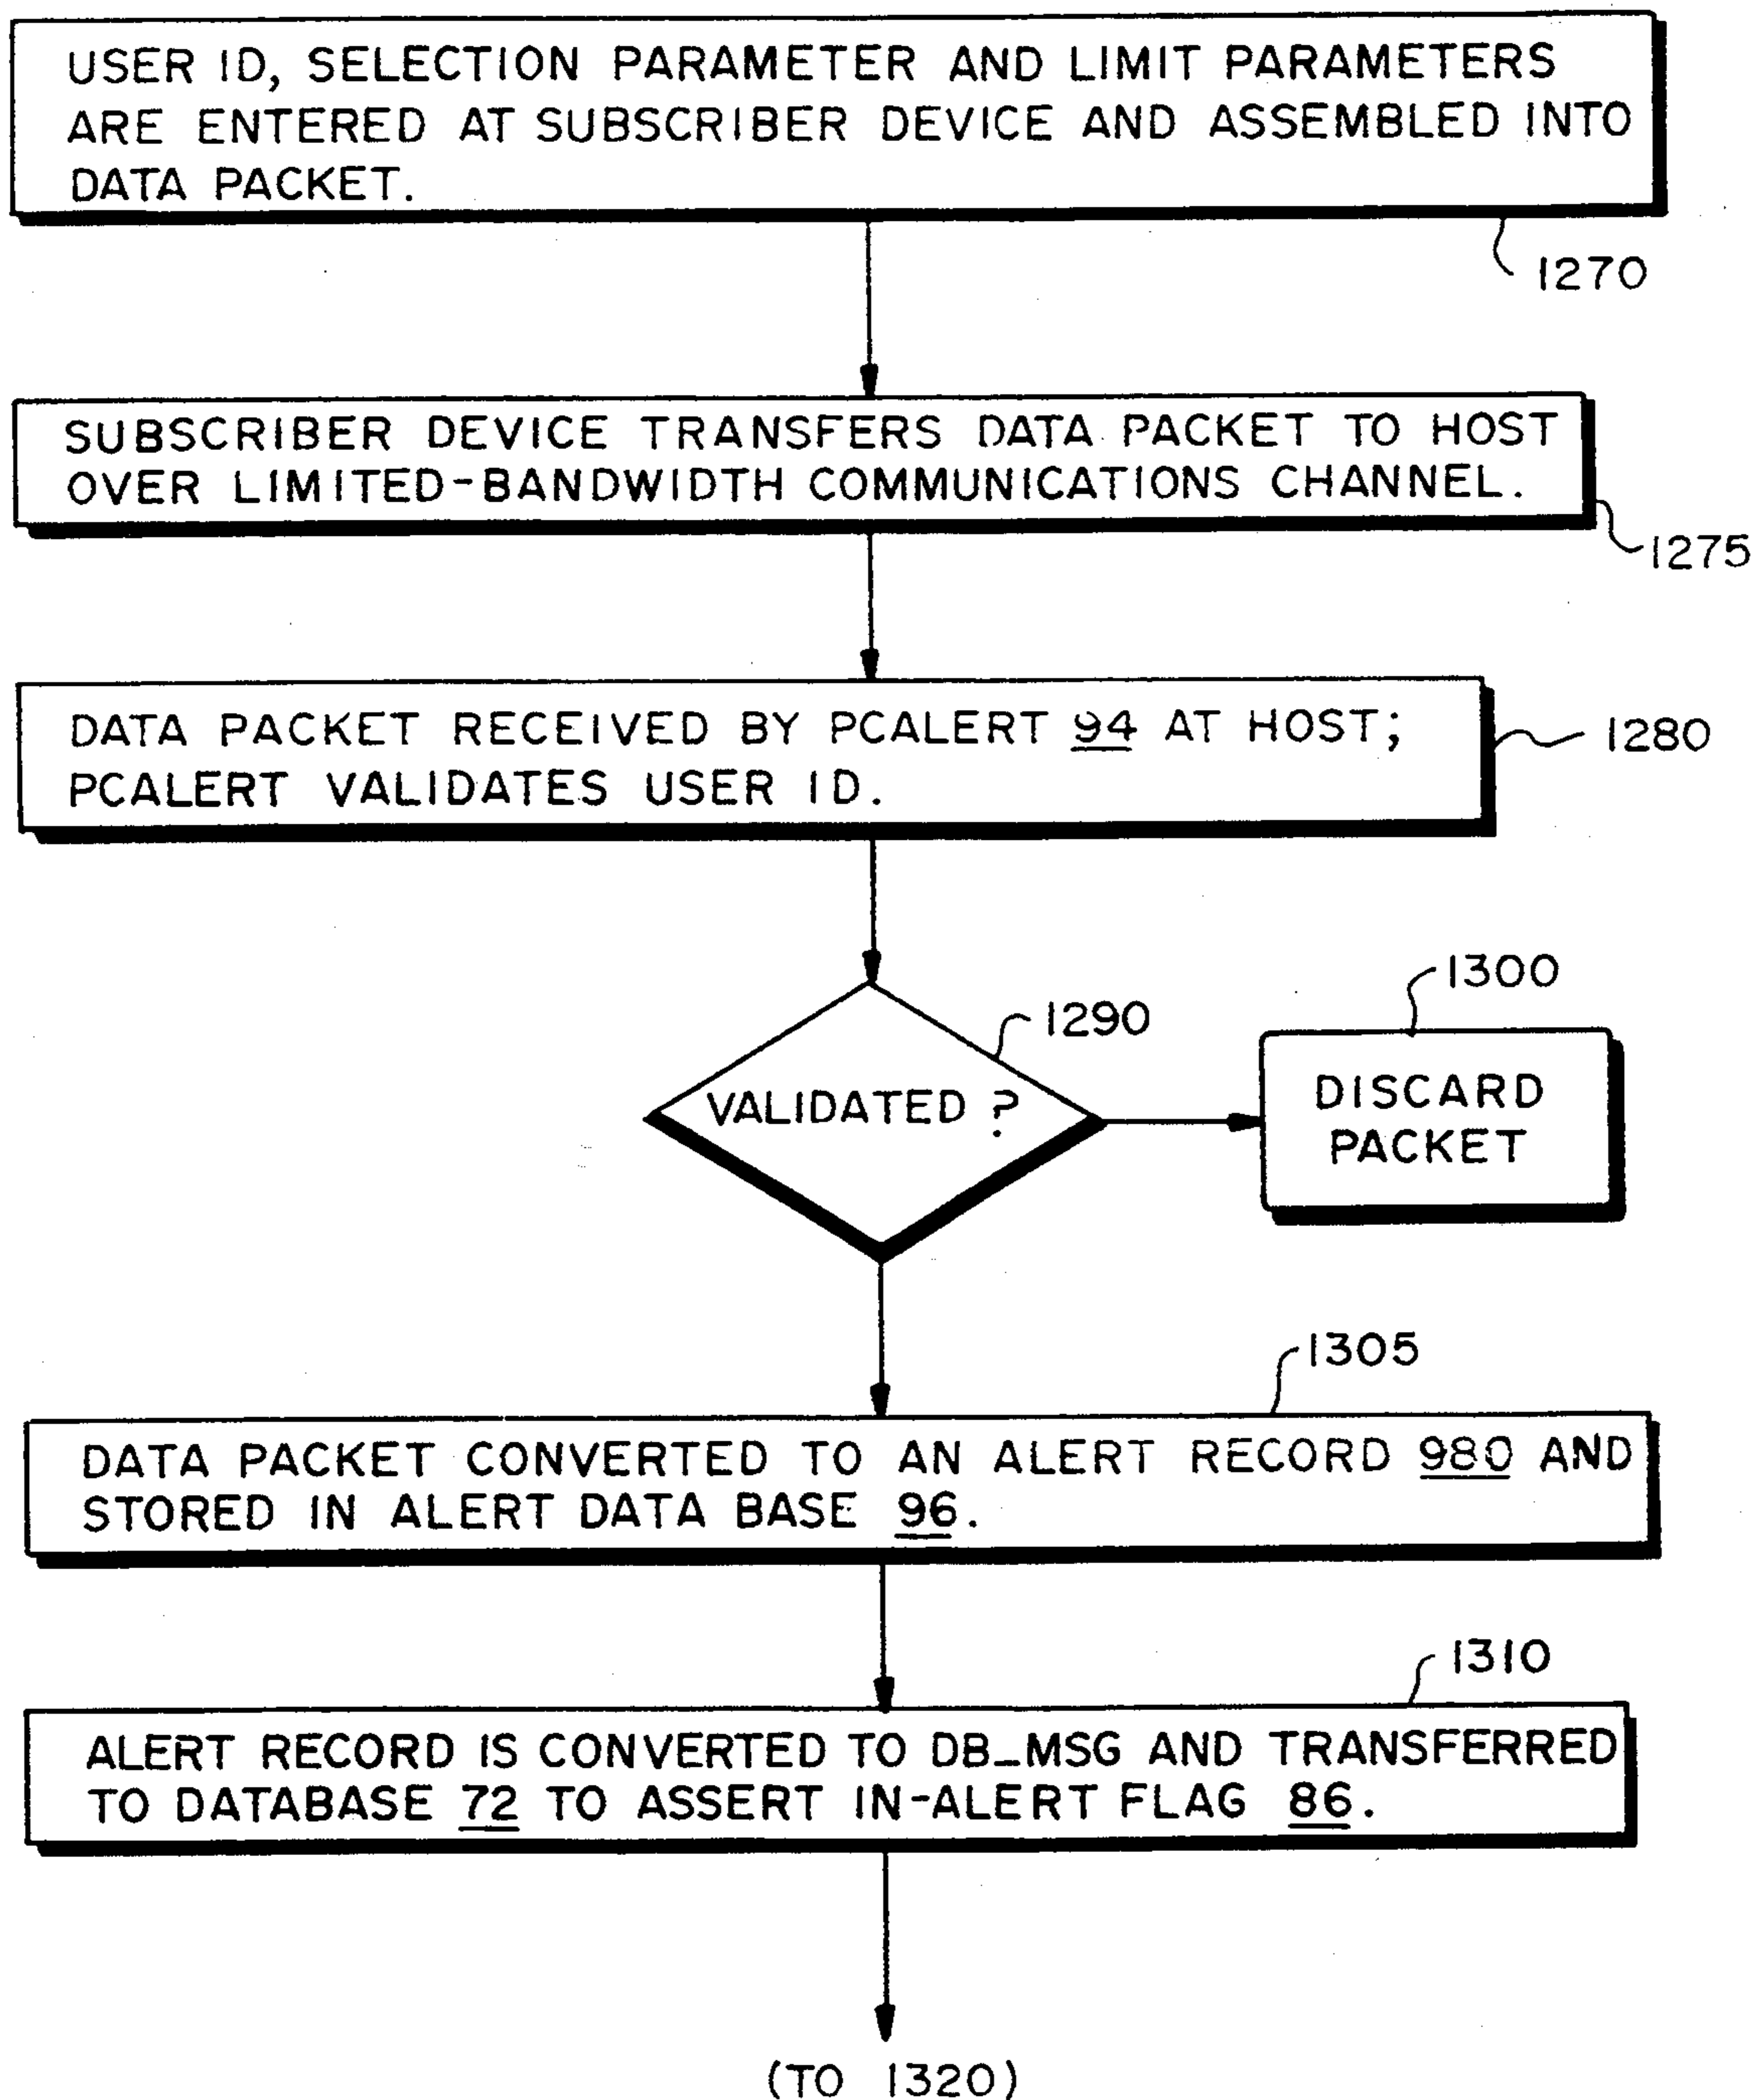 USER ID, SELECTION PARAMETER AND LIMIT PARAMETERS
ARE ENTERED AT SUBSCRIBER DEVICE AND ASSEMBLED INTO
DATA PACKET.
1270
SUBSCRIBER DEVICE TRANSFERS DATA PACKET TO HOST
OVER LIMITED-BANDWIDTH COMMUNICATIONS CHANNEL.
1275
DATA PACKET RECEIVED BY PCALERT 94 AT HOST;
PCALERT VALIDATES USER ID.
1280
1290
VALIDATED ?
1300
DISCARD
PACKET
1305
DATA PACKET CONVERTED TO AN ALERT RECORD 980 AND
STORED IN ALERT DATA BASE 96.
1310
ALERT RECORD IS CONVERTED TO DB_MSG AND TRANSFERRED
TO DATABASE 72 TO ASSERT IN-ALERT FLAG 86.
(TO 1320)